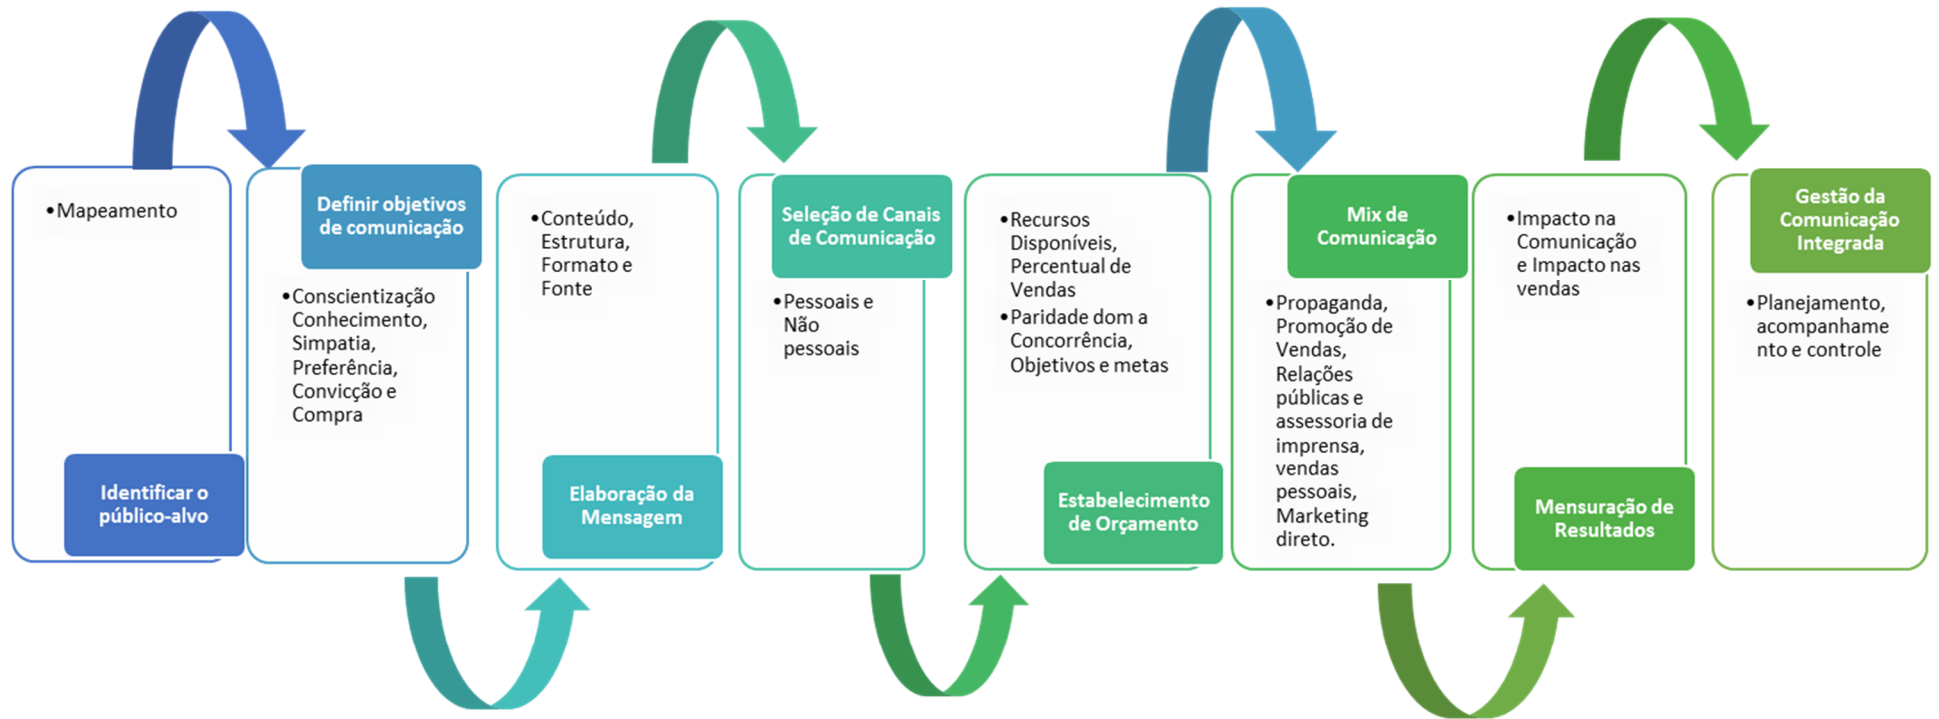 •Mapeamento
Identificar o
público-alvo
Definir objetivos
de comunicação
•Conscientização
Conhecimento,
Simpatia,
Preferência,
Convicção e
Compra
•Conteúdo,
Estrutura,
Formato e
Fonte
Elaboração da
Mensagem
Seleção de Canais
de Comunicação
•Pessoais e
Não
pessoais
•Recursos
Disponíveis,
Percentual de
Vendas
•Paridade dom a
Concorrência,
Objetivos e metas
Estabelecimento
de Orçamento
Mix de
Comunicação
•Propaganda,
Promoção de
Vendas,
Relações
públicas e
assessoria de
imprensa,
vendas
pessoais,
Marketing
direto.
•Impacto na
Comunicação
e Impacto nas
vendas
Mensuração de
Resultados
Gestão da
Comunicação
Integrada
•Planejamento,
acompanhame
nto e controle